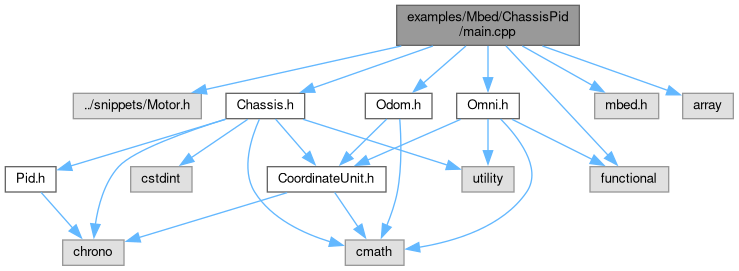 examples/Mbed/ChassisPid
/main.cpp
../snippets/Motor.h
Chassis.h
Odom.h
Omni.h
mbed.h
array
Pid.h
cstdint
CoordinateUnit.h
utility
functional
chrono
cmath